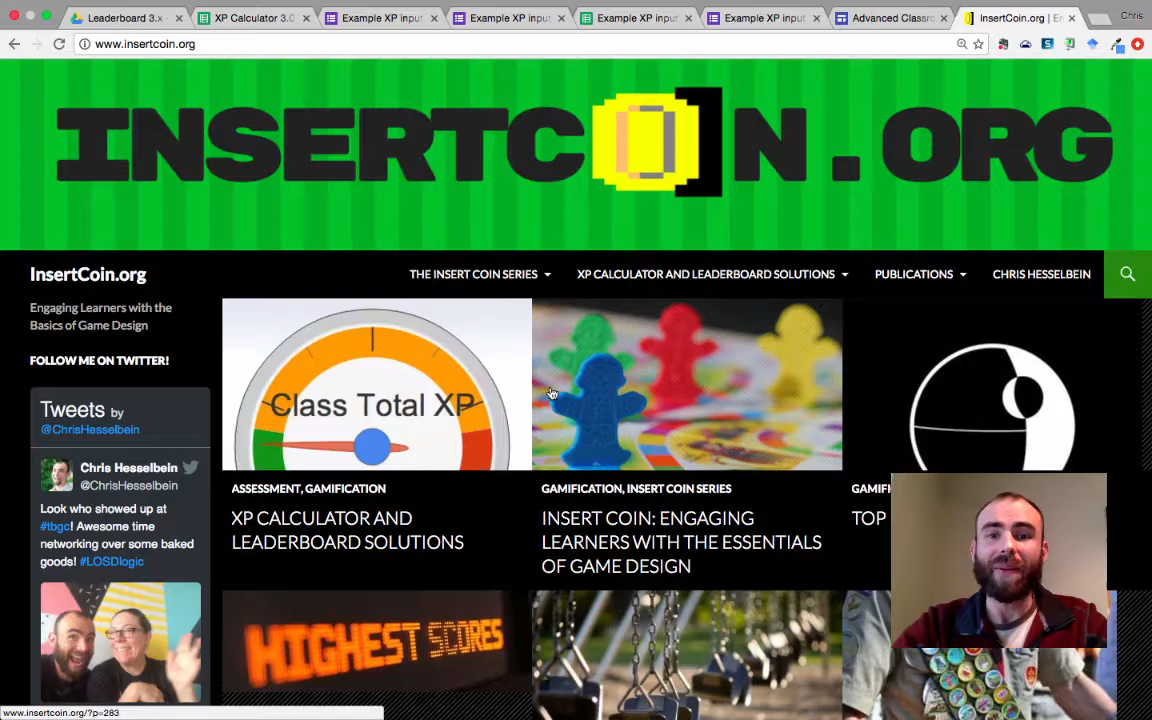 Leaderboard 3.x
XP Calculator 3.
Example XP input
Example XP input
Example XP input
Example XP input
Advanced Classro
InsertCoin.org | E
Chris
www.insertcoin.org
INSERTCOIN.ORG
InsertCoin.org
THE INSERT COIN SERIES
XP CALCULATOR AND LEADERBOARD SOLUTIONS
PUBLICATIONS
CHRIS HESSELBEIN
Engaging Learners with the
Basics of Game Design
FOLLOW ME ON TWITTER!
Tweets by
@ChrisHesselbein
Chris Hesselbein
@ChrisHesselbein
Look who showed up at
#tbgc! Awesome time
networking over some baked
goods! #LOSDlogic
Class Total XP
ASSESSMENT, GAMIFICATION
XP CALCULATOR AND
LEADERBOARD SOLUTIONS
GAMIFICATION, INSERT COIN SERIES
INSERT COIN: ENGAGING
LEARNERS WITH THE ESSENTIALS
OF GAME DESIGN
GAMIFI
TOP
HIGHEST SCORES
www.insertcoin.org/?p=283